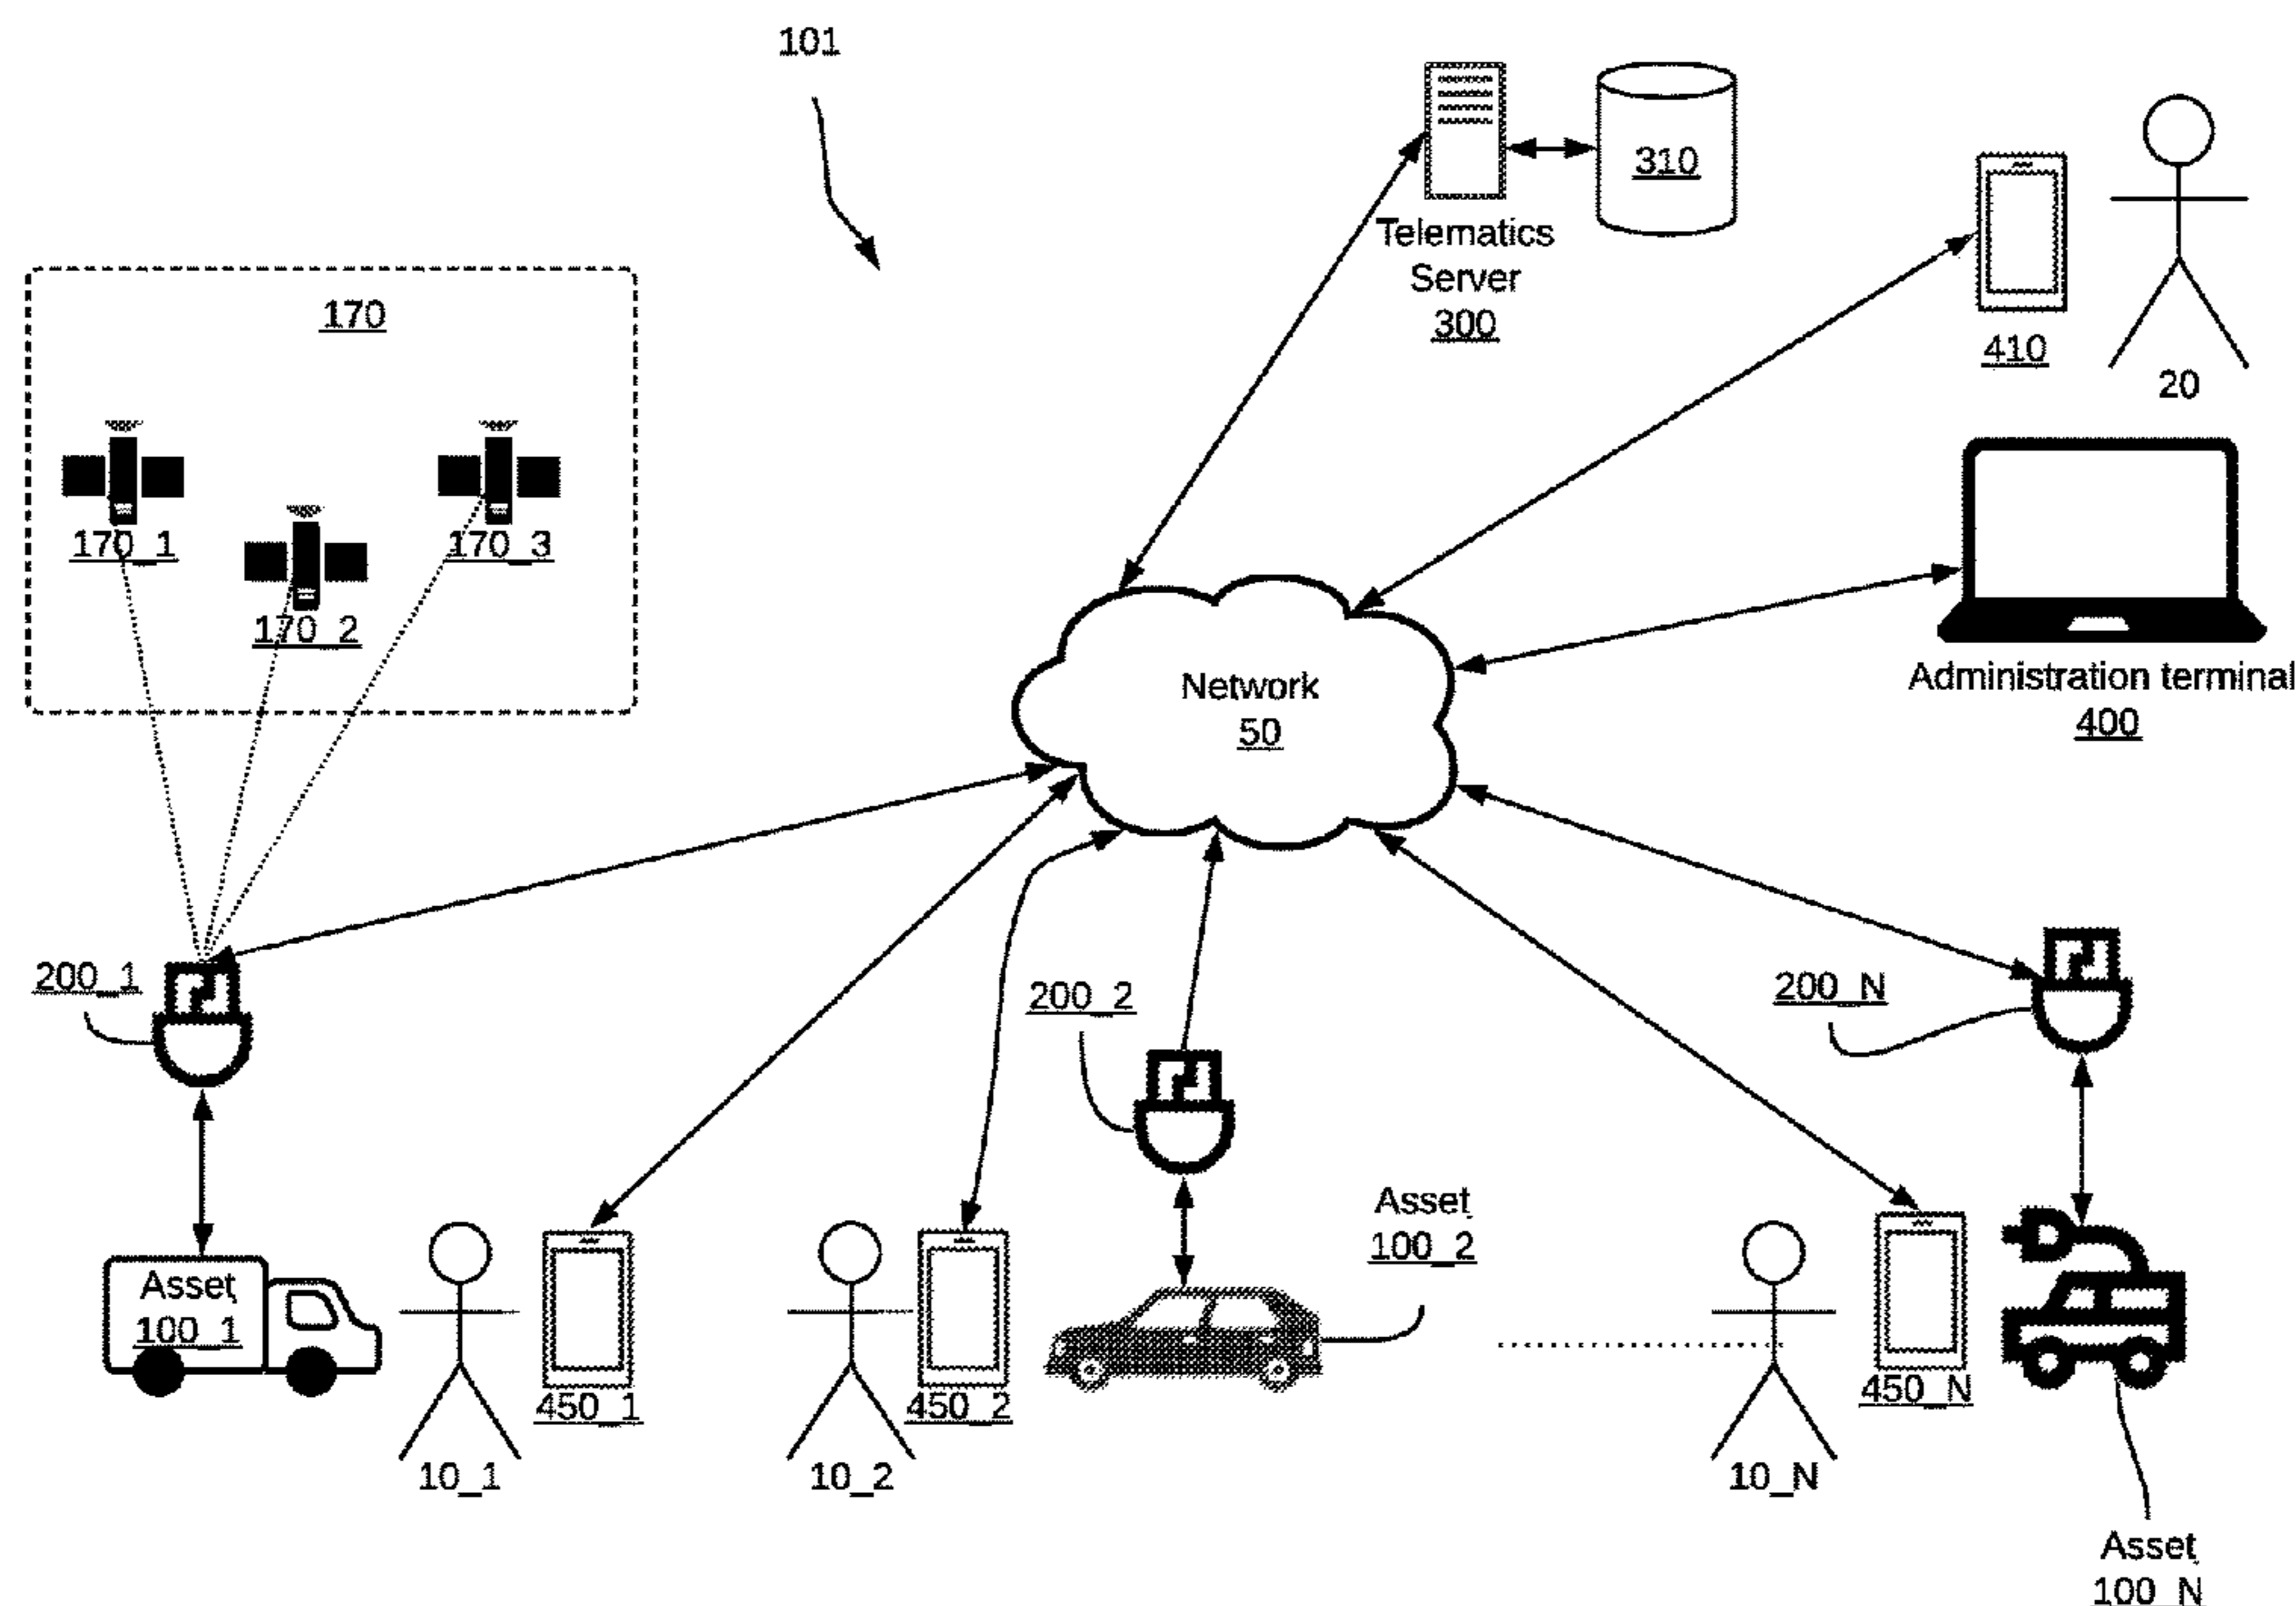 101
310
Telematics
Server
300
410
20
170
170_1
170_2
170_3
Network
50
Administration terminal
400
200_1
200_2
200_N
Asset
100_1
10_1
450_1
10_2
450_2
Asset
100_2
10_N
450_N
Asset
100_N